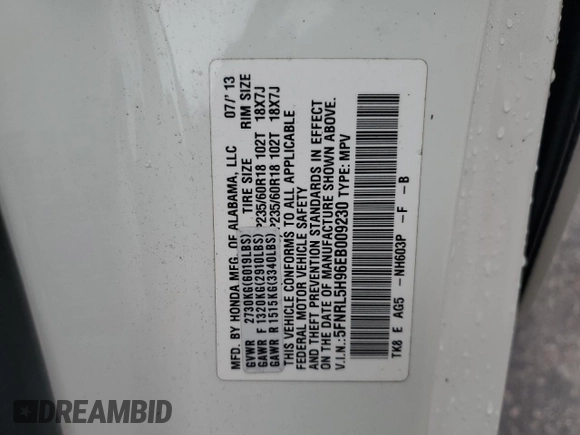 MFD. BY HONDA MFG. OF ALABAMA, LLC 07/'13
TIRE SIZE RIM SIZE
GVWR 2730KG(6019LBS)
GAWR F 1320KG(2910LBS) P235/60R18 102T 18X7J
GAWR R 1515KG(3340LBS) P235/60R18 102T 18X7J
THIS VEHICLE CONFORMS TO ALL APPLICABLE
FEDERAL MOTOR VEHICLE SAFETY
AND THEFT PREVENTION STANDARDS IN EFFECT
ON THE DATE OF MANUFACTURE SHOWN ABOVE.
V.I.N.:5FNRL5H96EB009230 TYPE: MPV
TK8 E AG5 -NH603P -F -B
DREAMBID